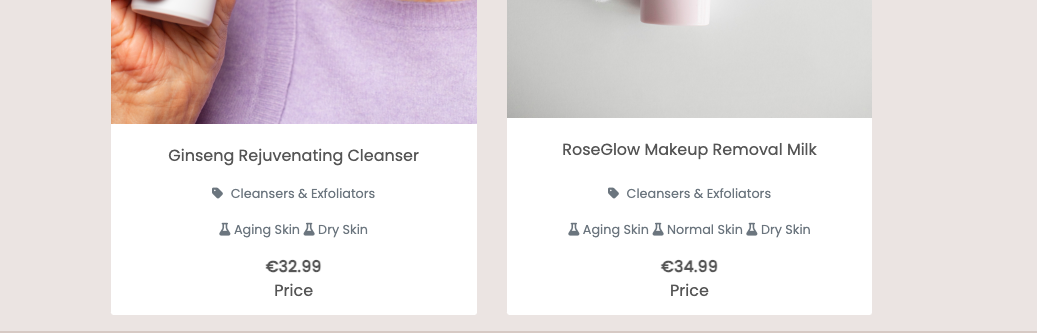 Ginseng Rejuvenating Cleanser
Cleansers & Exfoliators
Aging Skin Dry Skin
€32.99
Price
RoseGlow Makeup Removal Milk
Cleansers & Exfoliators
Aging Skin Normal Skin Dry Skin
€34.99
Price